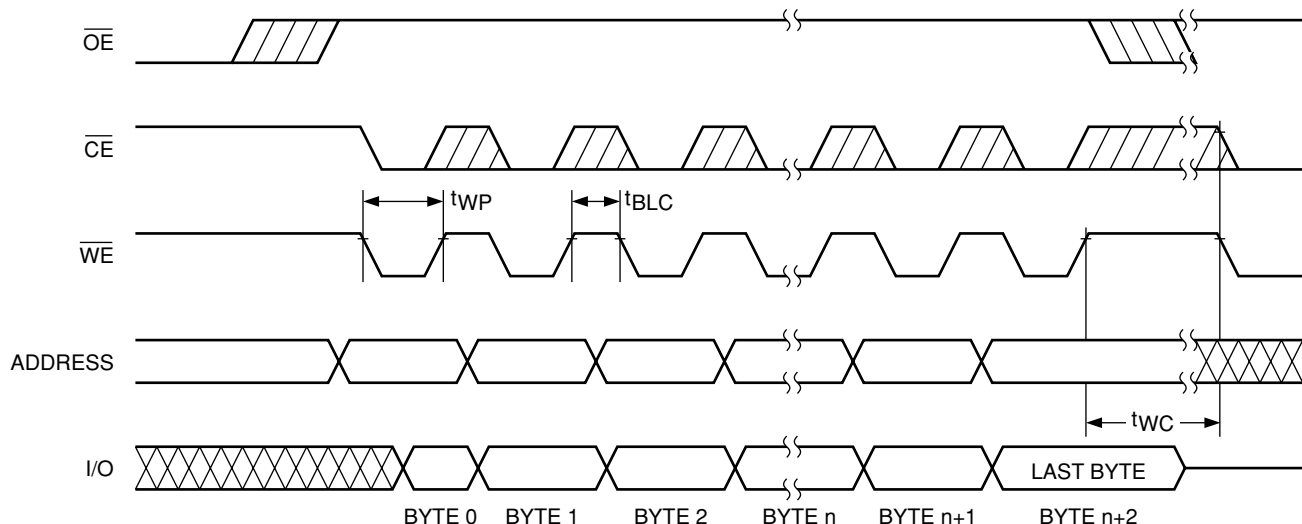 OE
CE
tWP
tBLC
WE
ADDRESS
tWC
I/O
LAST BYTE
BYTE 0 BYTE 1 BYTE 2 BYTE n BYTE n+1 BYTE n+2